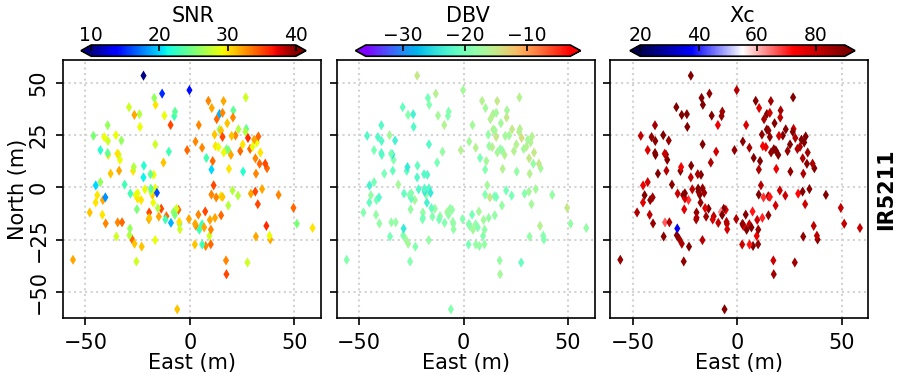 SNR DBV Xc
10 20 30 40 −30 −20 −10 20 40 60 80
North (m)
50
25
0
−25
−50
−50 0 50 −50 0 50 −50 0 50
East (m) East (m) East (m)
IR5211